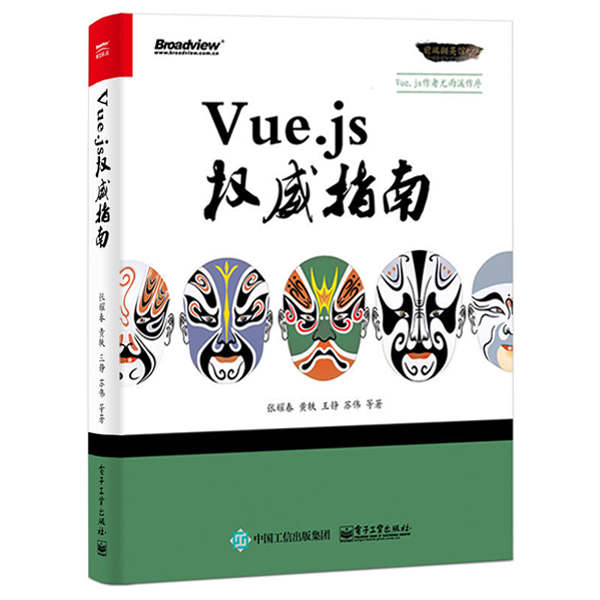 Broadview®
www.broadview.com.cn
Vue.js作者尤雨溪作序
Vue.js
权威指南
张耀春 黄轶 王静 苏伟 等著
中国工信出版集团
电子工业出版社
Vue.js权威指南
张耀春 黄轶 王静 苏伟 等著
电子工业出版社